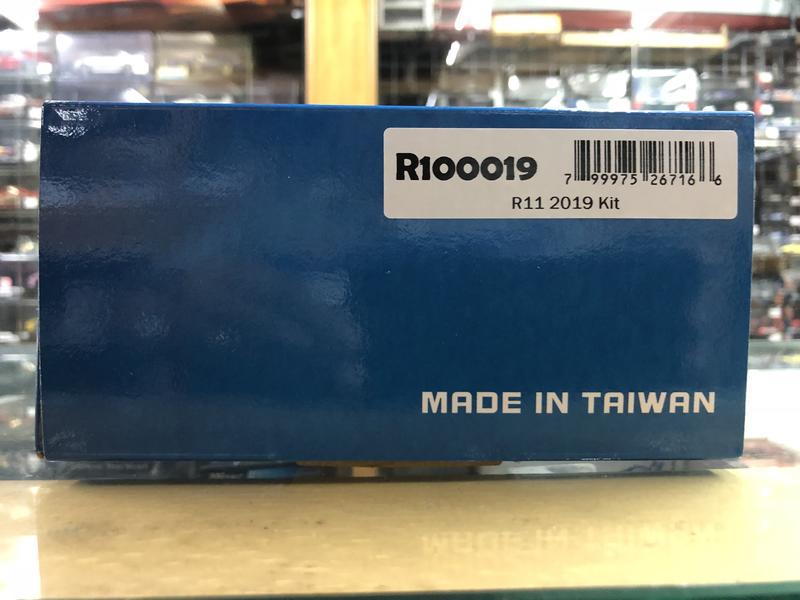 R100019
7 99975 26716 6
R11 2019 Kit
MADE IN TAIWAN